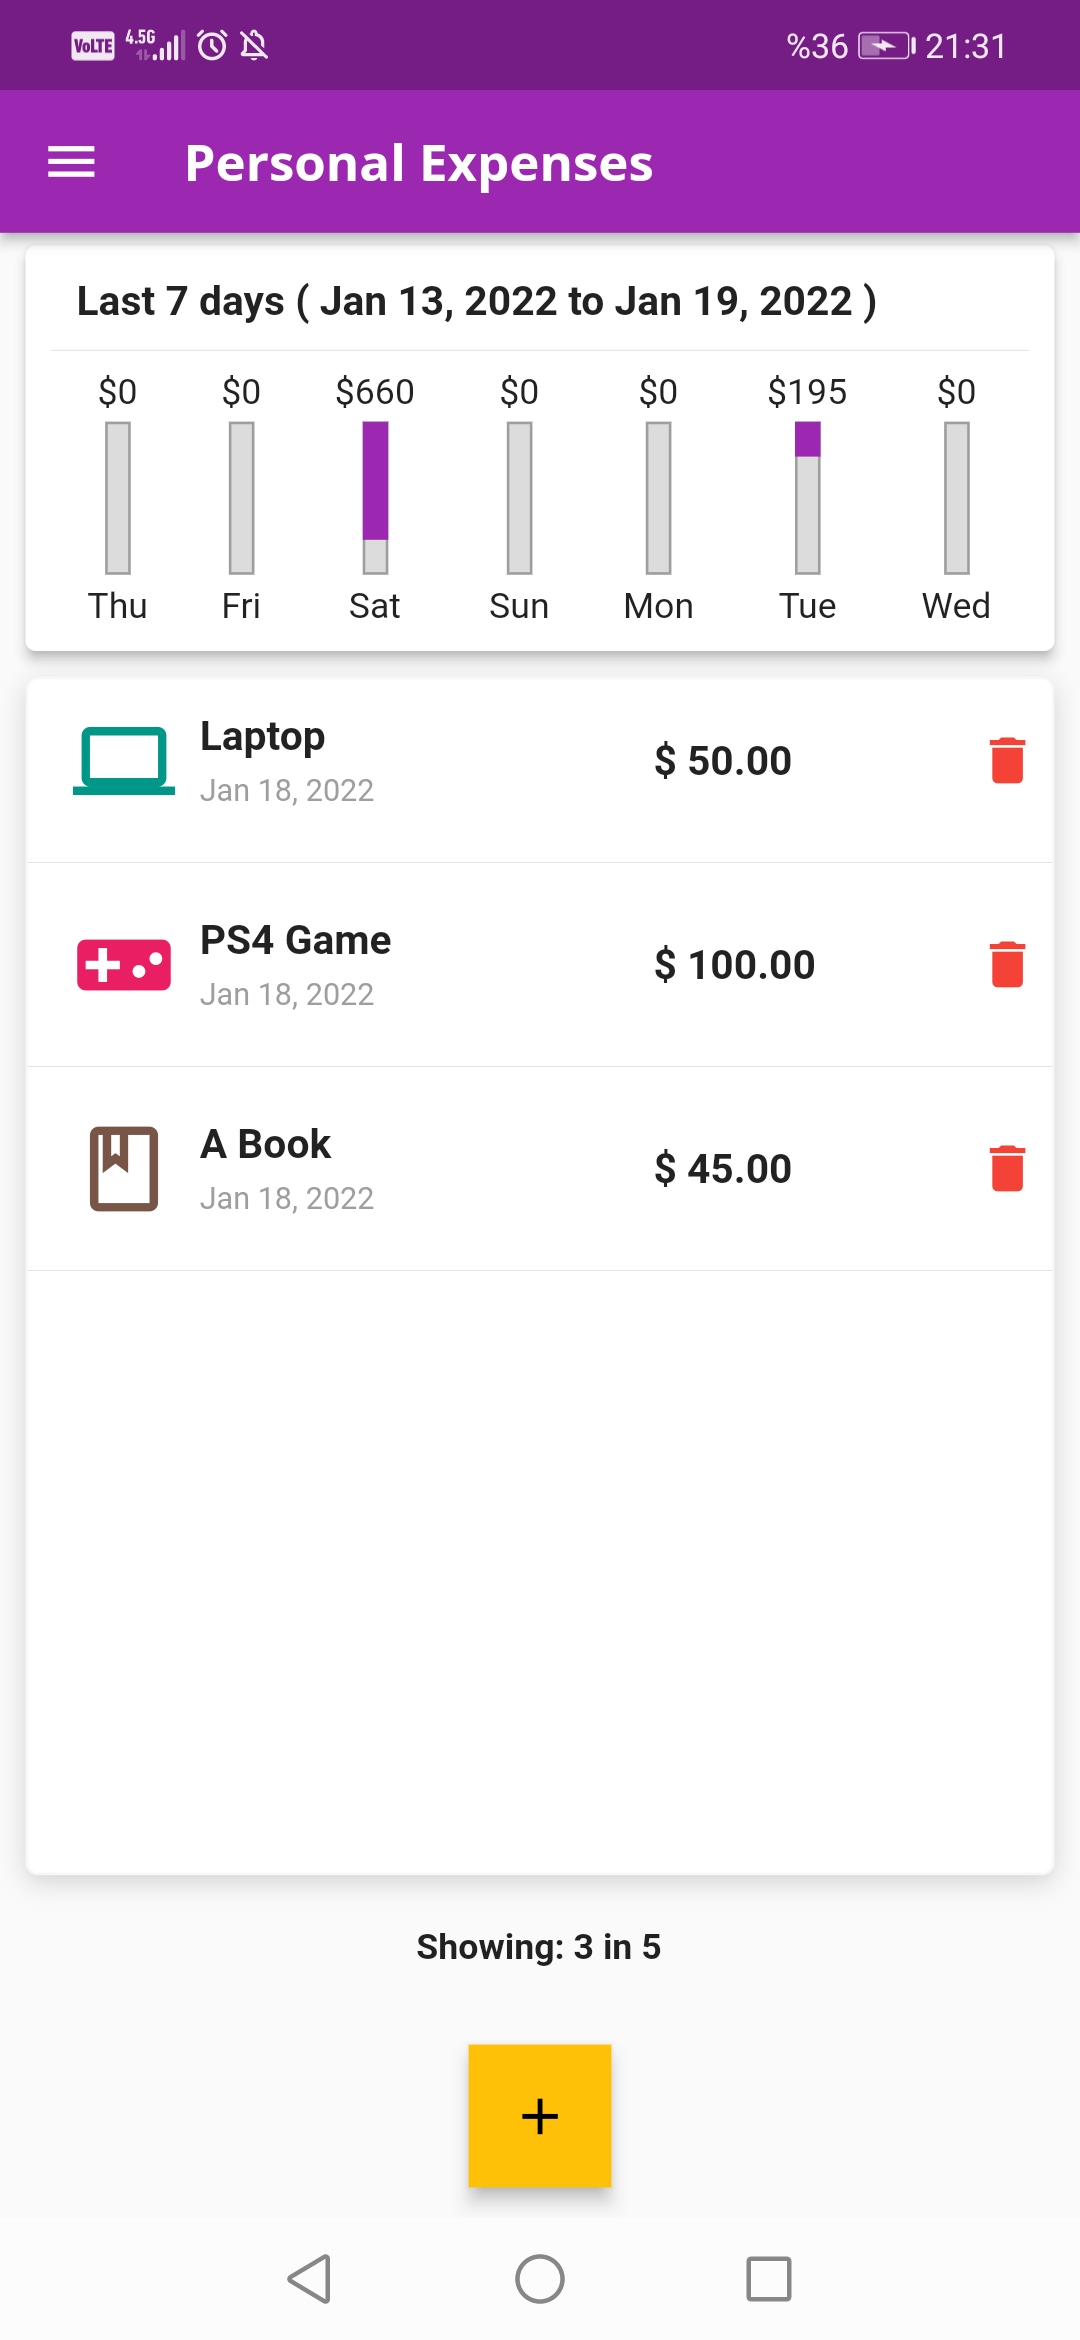 VoLTE 4.5G %36 21:31
Personal Expenses
Last 7 days ( Jan 13, 2022 to Jan 19, 2022 )
$0 $0 $660 $0 $0 $195 $0
Thu Fri Sat Sun Mon Tue Wed
Laptop
$ 50.00
Jan 18, 2022
PS4 Game
$ 100.00
Jan 18, 2022
A Book
$ 45.00
Jan 18, 2022
Showing: 3 in 5
+